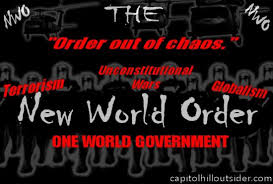 NWO THE NWO
"Order out of chaos."
Unconstitutional
Wars
Terrorism Globalism
New World Order
ONE WORLD GOVERNMENT
capitolhilloutsider.com